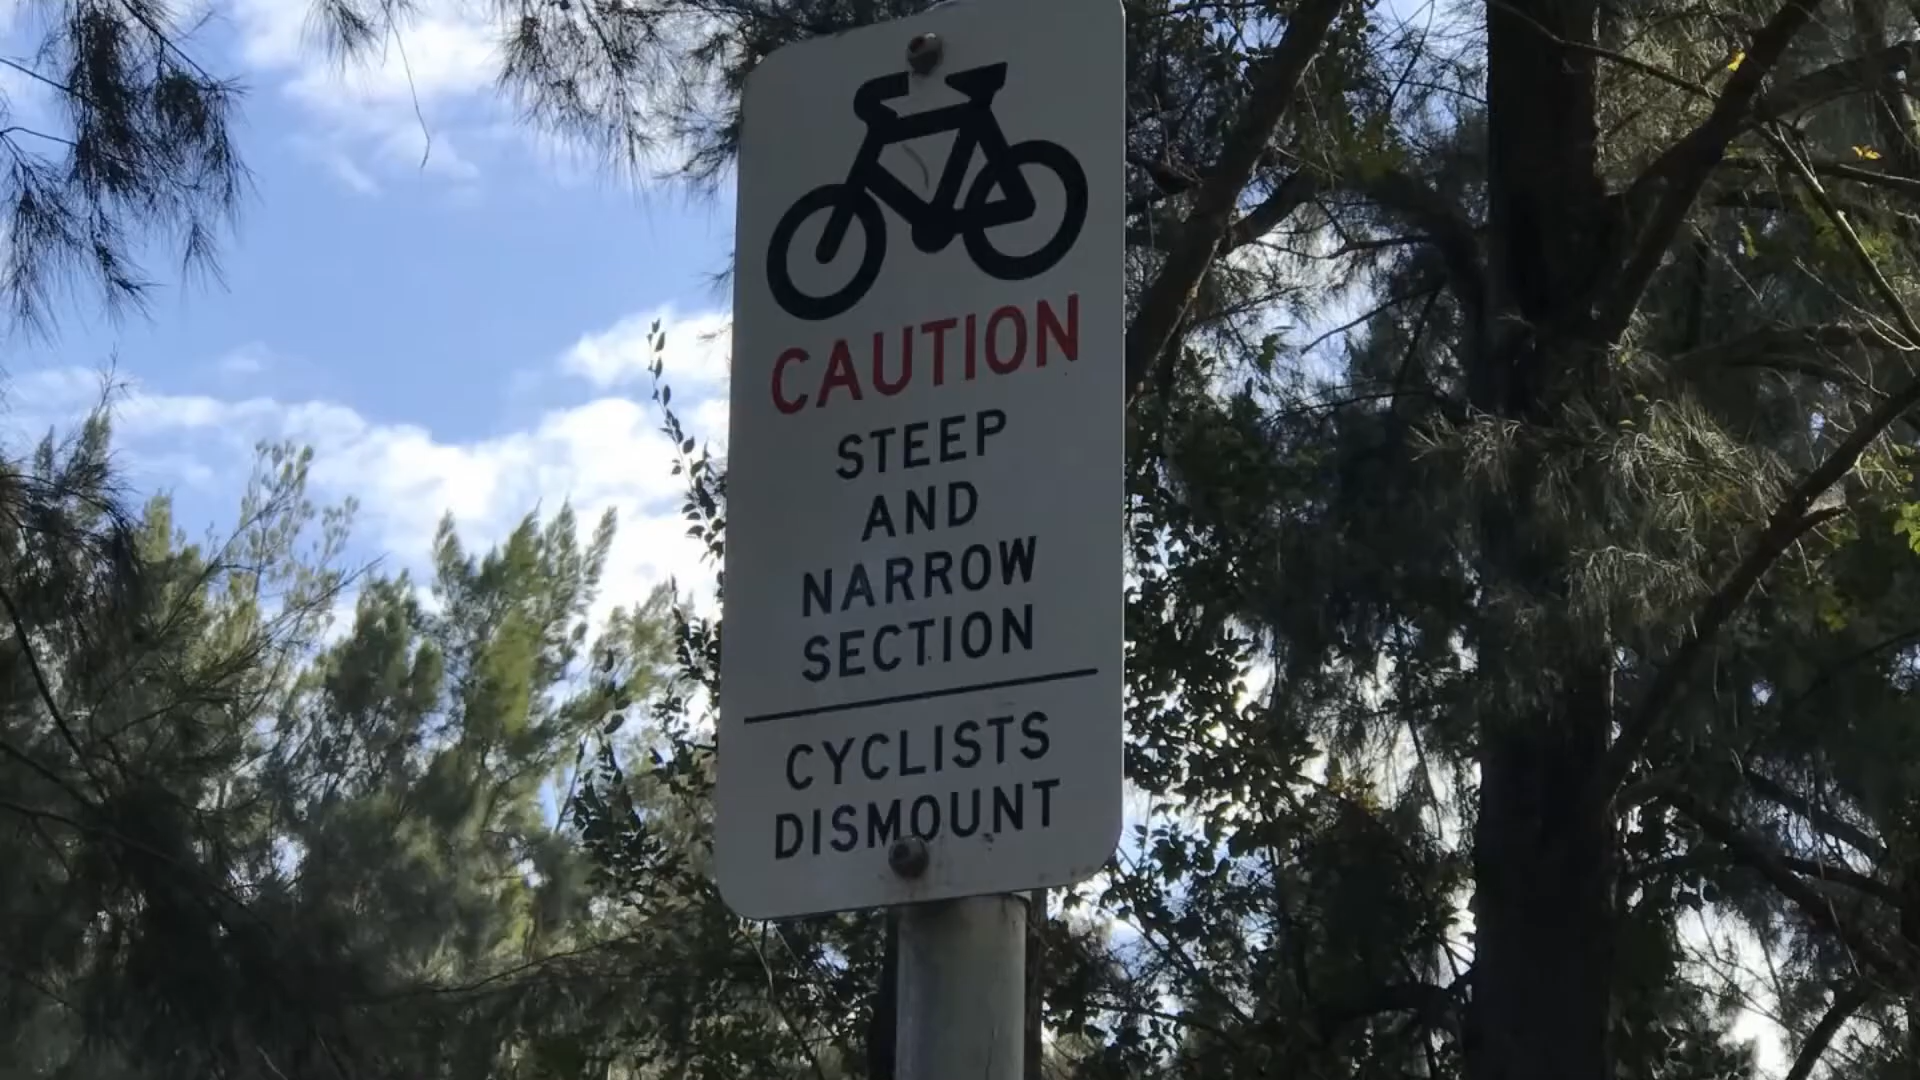 CAUTION
STEEP
AND
NARROW
SECTION
CYCLISTS
DISMOUNT